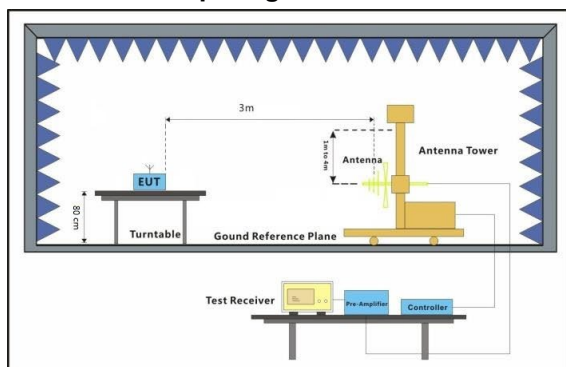 3m
1m to 4m
Antenna
Antenna Tower
EUT
80 cm
Turntable
Gound Reference Plane
Test Receiver
Pre-Amplifier
Controller